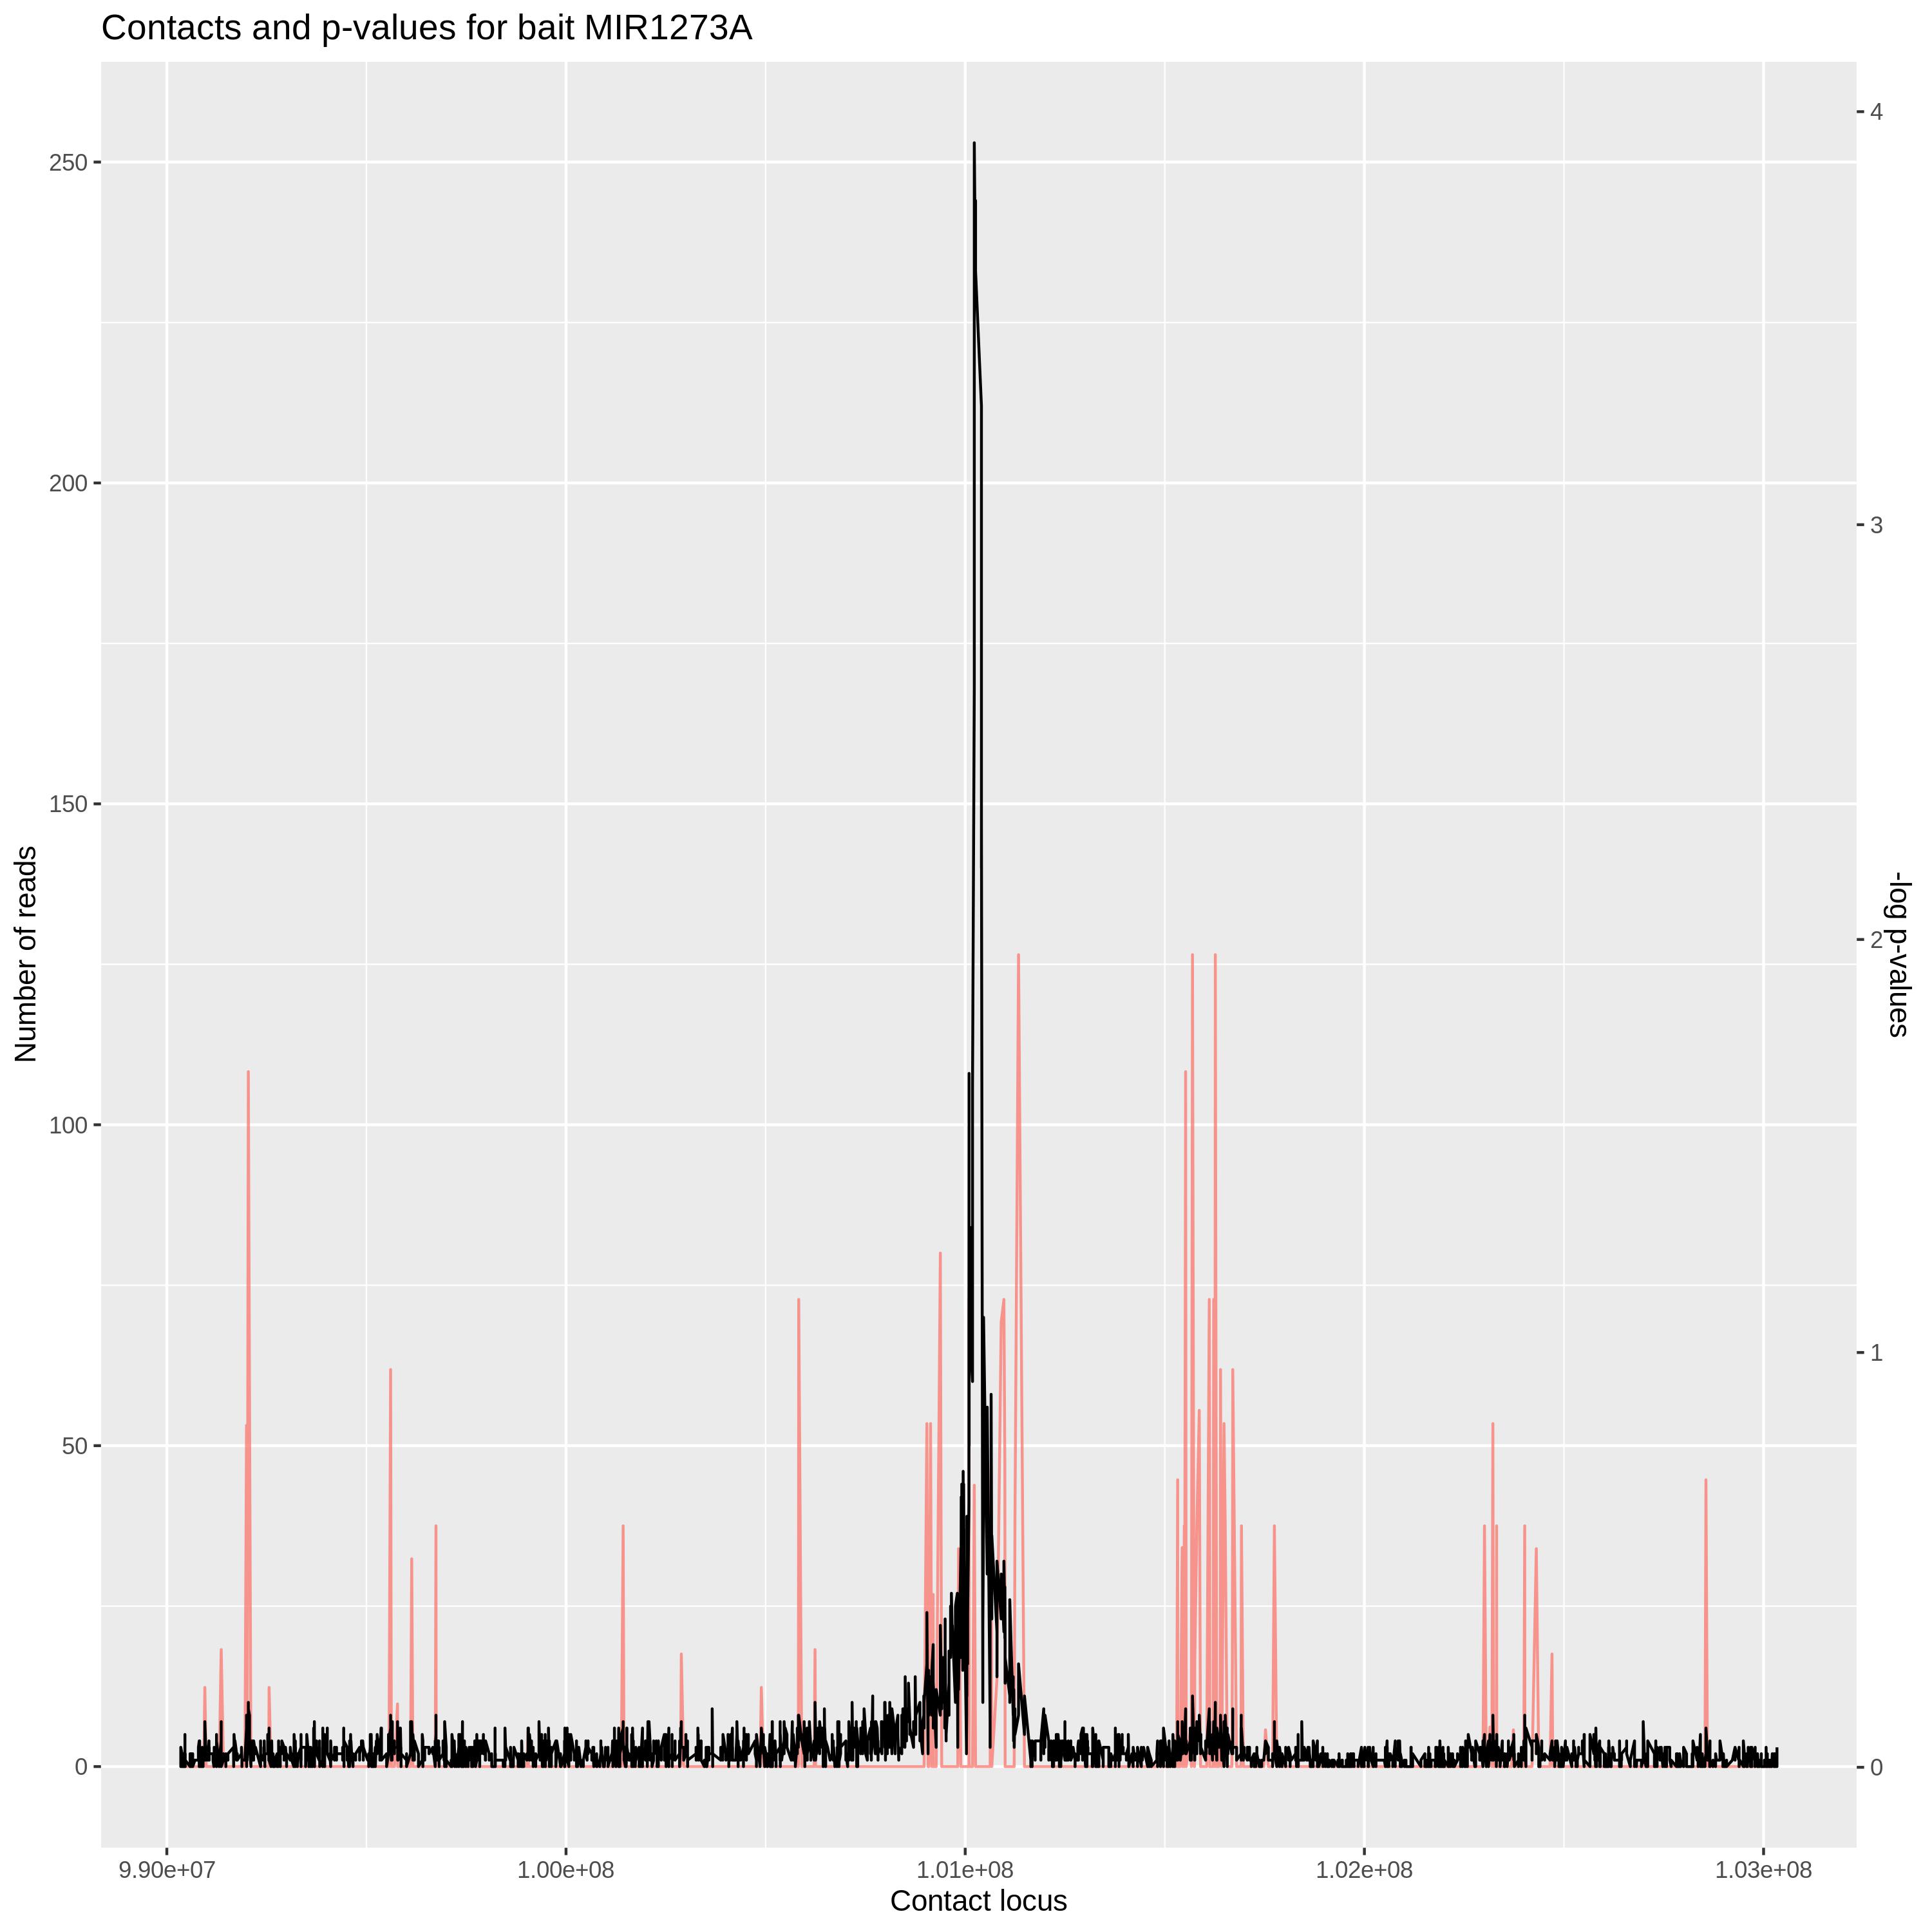 Contacts and p-values for bait MIR1273A
250
200
150
100
50
0
Number of reads
4
3
2
1
0
-log p-values
9.90e+07
1.00e+08
1.01e+08
1.02e+08
1.03e+08
Contact locus